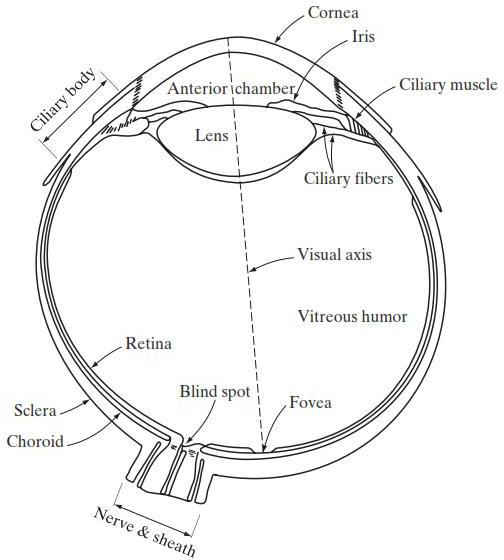 Cornea
Iris
Ciliary body
Anterior chamber
Ciliary muscle
Lens
Ciliary fibers
Visual axis
Vitreous humor
Retina
Blind spot
Fovea
Sclera
Choroid
Nerve & sheath